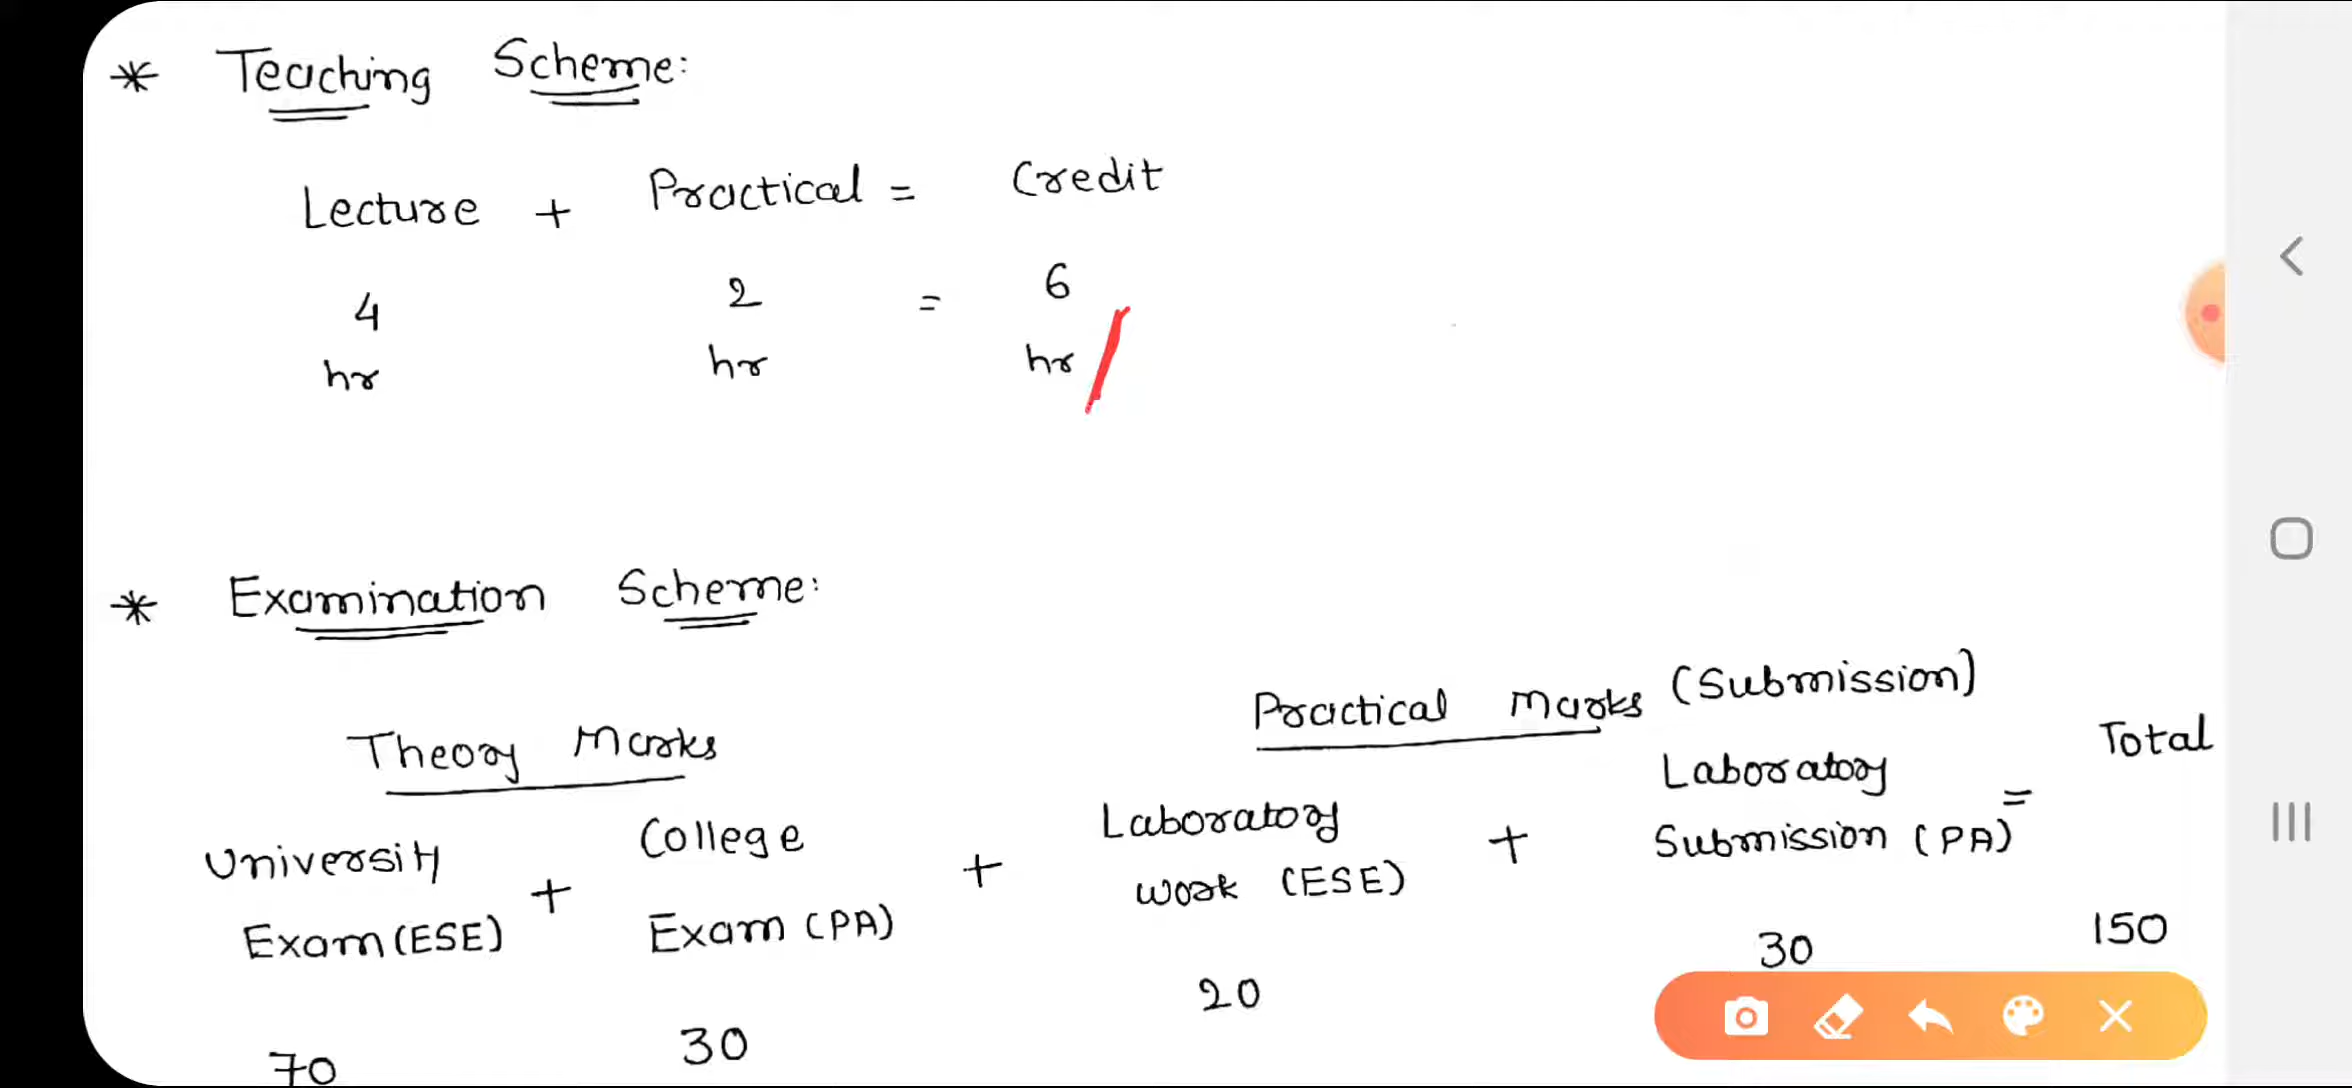 * Teaching Scheme:
Lecture + Practical = Credit
4 2 = 6
hr hr hr
* Examination Scheme:
Theory Marks Practical Marks (Submission)
University Exam (ESE) + College Exam (PA) + Laboratory work (ESE) + Laboratory Submission (PA) = Total
70 30 20 30 150